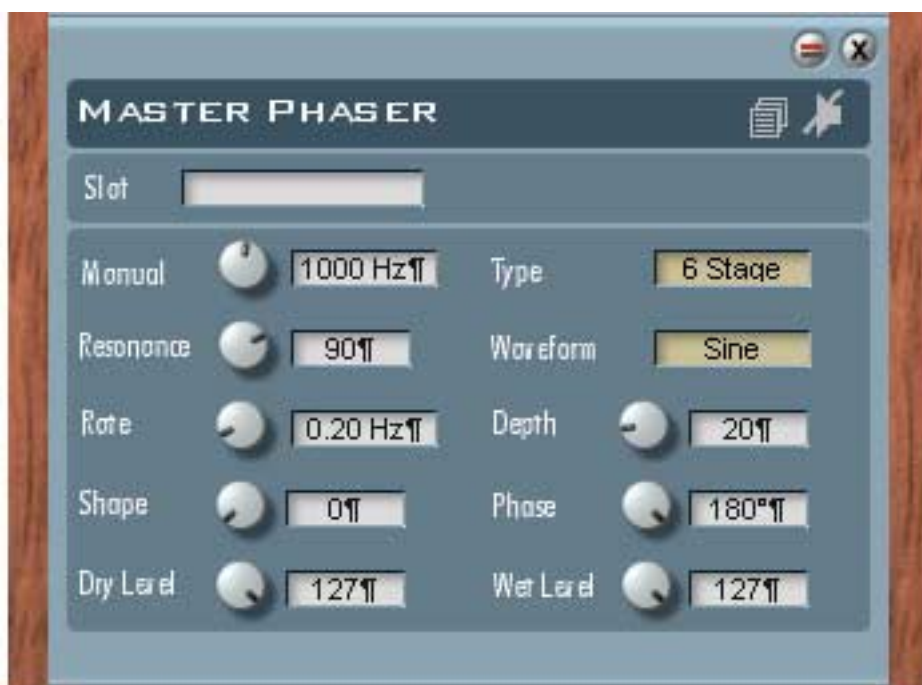 MASTER PHASER
Slot
Manual 1000 Hz¶ Type 6 Stage
Resonance 90¶ Waveform Sine
Rate 0.20 Hz¶ Depth 20¶
Shape 0¶ Phase 180°¶
Dry Level 127¶ Wet Level 127¶